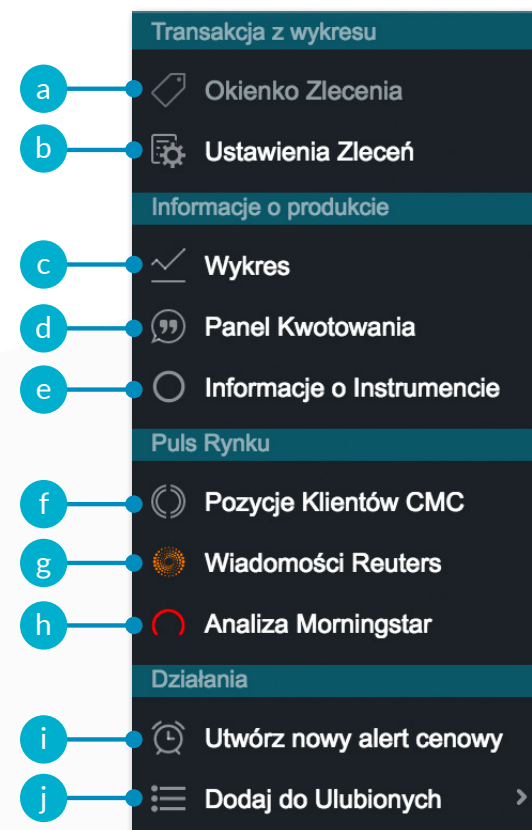 Transakcja z wykresu
a Okienko Zlecenia
b Ustawienia Zleceń
Informacje o produkcie
c Wykres
d Panel Kwotowania
e Informacje o Instrumencie
Puls Rynku
f Pozycje Klientów CMC
g Wiadomości Reuters
h Analiza Morningstar
Działania
i Utwórz nowy alert cenowy
j Dodaj do Ulubionych